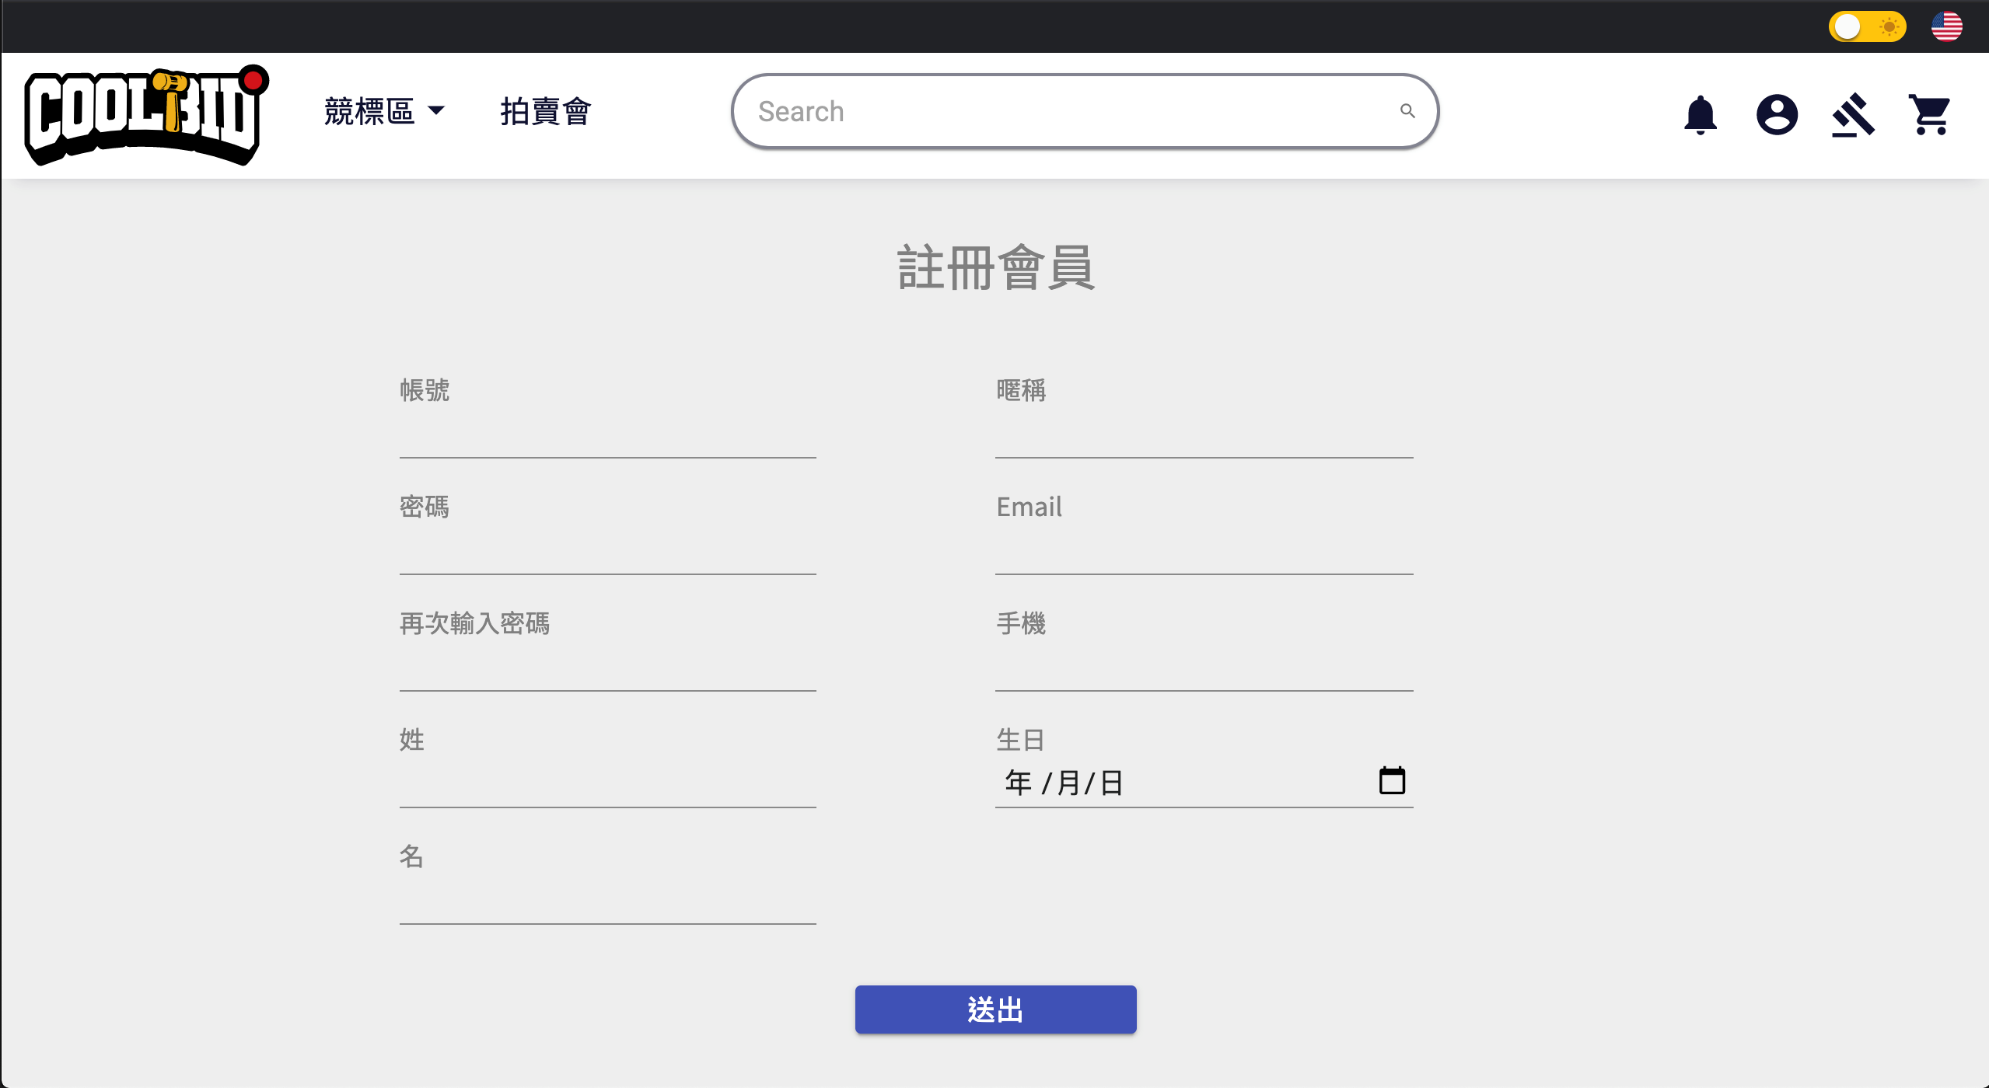 COOLBID
競標區
拍賣會
Search
註冊會員
帳號
暱稱
密碼
Email
再次輸入密碼
手機
姓
生日
年 /月/日
名
送出